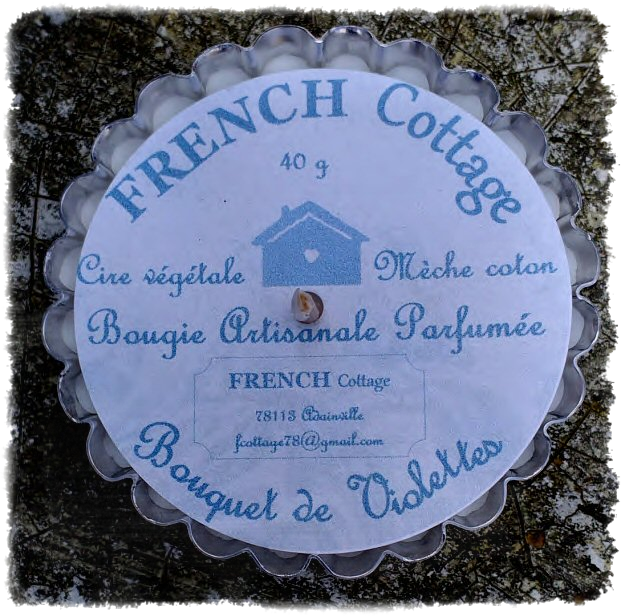 FRENCH Cottage
40 g
Cire végétale
Mèche coton
Bougie Artisanale Parfumée
FRENCH Cottage
78113 Adainville
fcottage78@gmail.com
Bouquet de Violettes